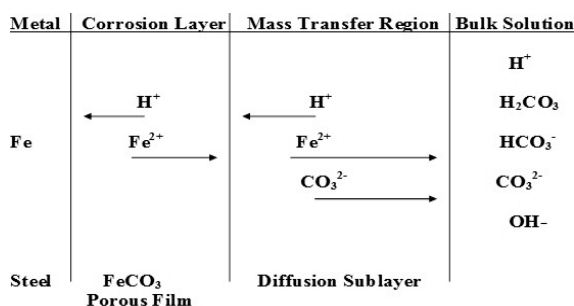 Metal Corrosion Layer Mass Transfer Region Bulk Solution
H⁺
H⁺ H⁺ H₂CO₃
Fe Fe²⁺ Fe²⁺ HCO₃⁻
CO₃²⁻ CO₃²⁻
OH–
Steel FeCO₃ Diffusion Sublayer
Porous Film